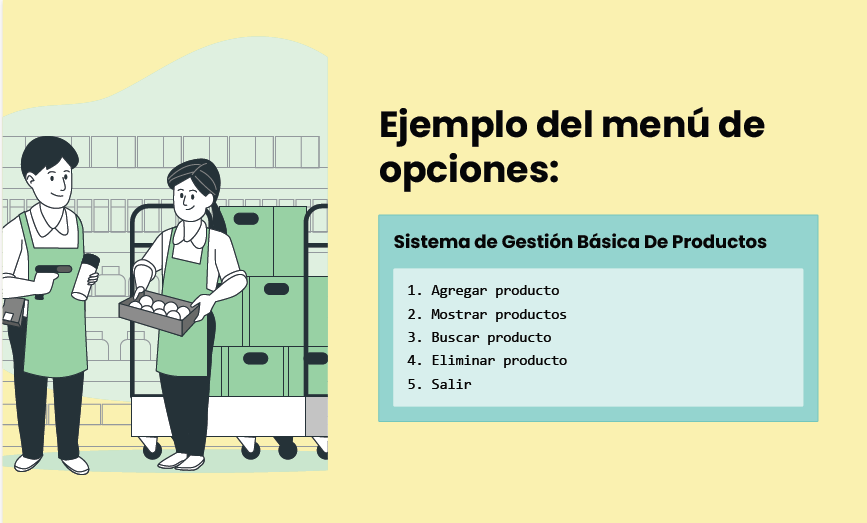 Ejemplo del menú de
opciones:
Sistema de Gestión Básica De Productos
1. Agregar producto
2. Mostrar productos
3. Buscar producto
4. Eliminar producto
5. Salir